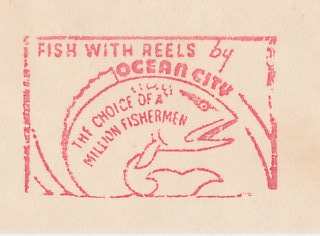 FISH WITH REELS by
OCEAN CITY
THE CHOICE OF A
MILLION FISHERMEN